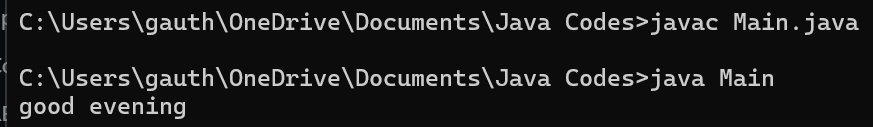 C:\Users\gauth\OneDrive\Documents\Java Codes>javac Main.java
C:\Users\gauth\OneDrive\Documents\Java Codes>java Main
good evening